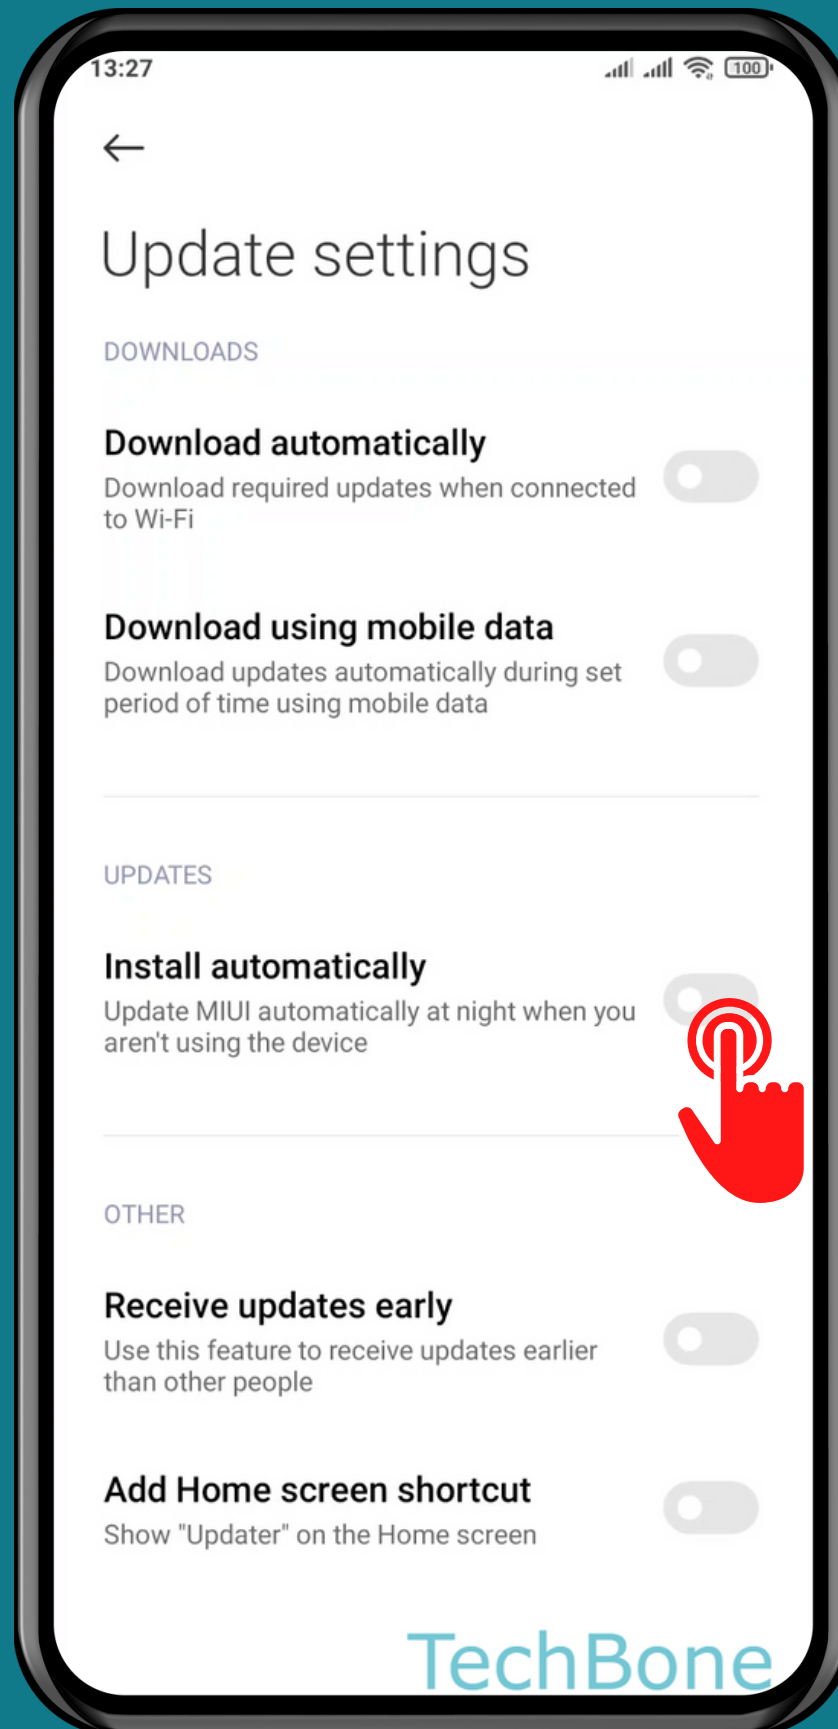 13:27
100
Update settings
DOWNLOADS
Download automatically
Download required updates when connected
to Wi-Fi
Download using mobile data
Download updates automatically during set
period of time using mobile data
UPDATES
Install automatically
Update MIUI automatically at night when you
aren't using the device
OTHER
Receive updates early
Use this feature to receive updates earlier
than other people
Add Home screen shortcut
Show "Updater" on the Home screen
TechBone